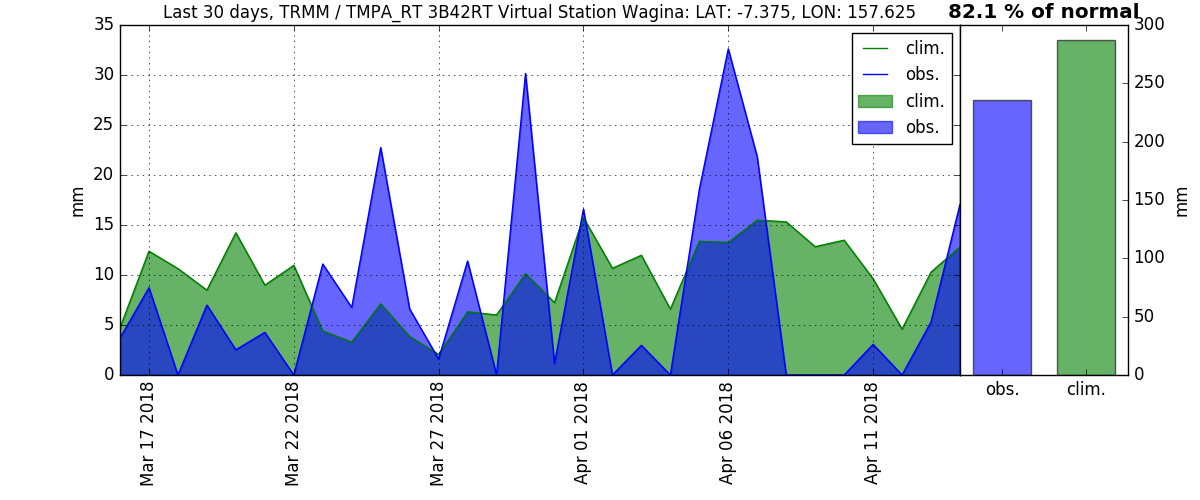 Last 30 days, TRMM / TMPA_RT 3B42RT Virtual Station Wagina: LAT: -7.375, LON: 157.625
82.1 % of normal
mm
35
30
25
20
15
10
5
0
clim.
obs.
clim.
obs.
Mar 17 2018
Mar 22 2018
Mar 27 2018
Apr 01 2018
Apr 06 2018
Apr 11 2018
obs.
clim.
300
250
200
150
100
50
0
mm